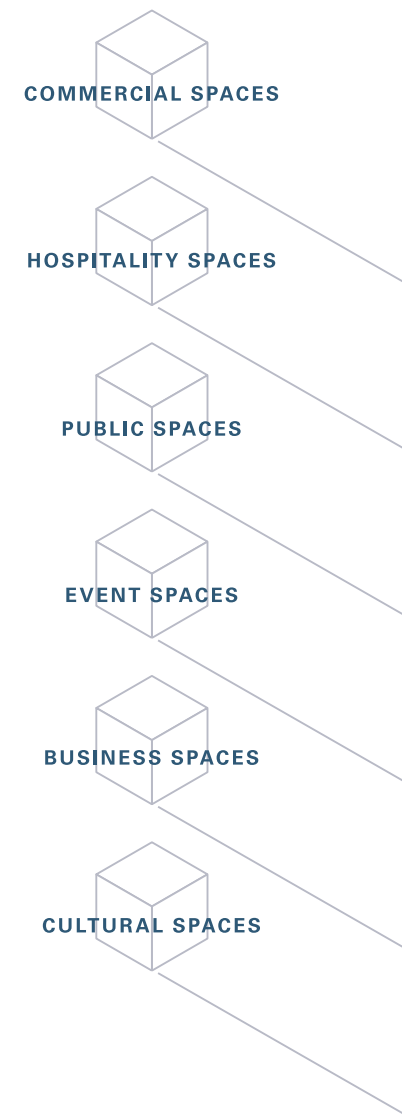 COMMERCIAL SPACES
HOSPITALITY SPACES
PUBLIC SPACES
EVENT SPACES
BUSINESS SPACES
CULTURAL SPACES